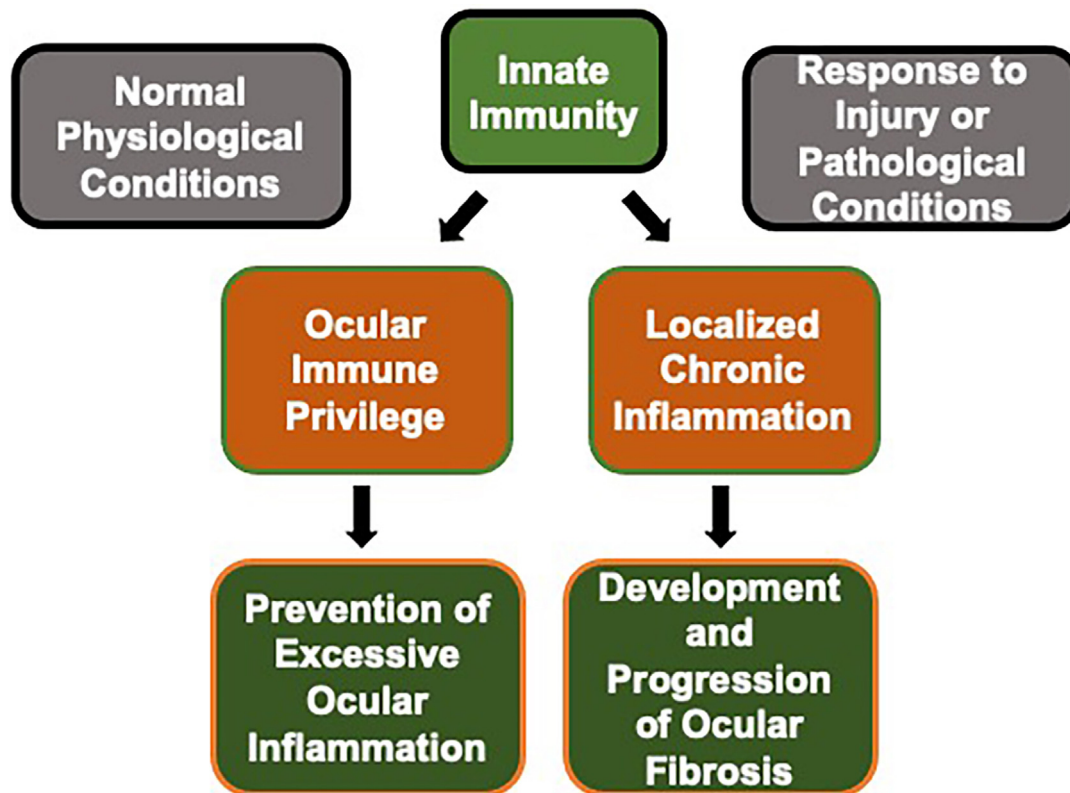 Normal
Physiological
Conditions
Innate
Immunity
Response to
Injury or
Pathological
Conditions
Ocular
Immune
Privilege
Localized
Chronic
Inflammation
Prevention of
Excessive
Ocular
Inflammation
Development
and
Progression
of Ocular
Fibrosis